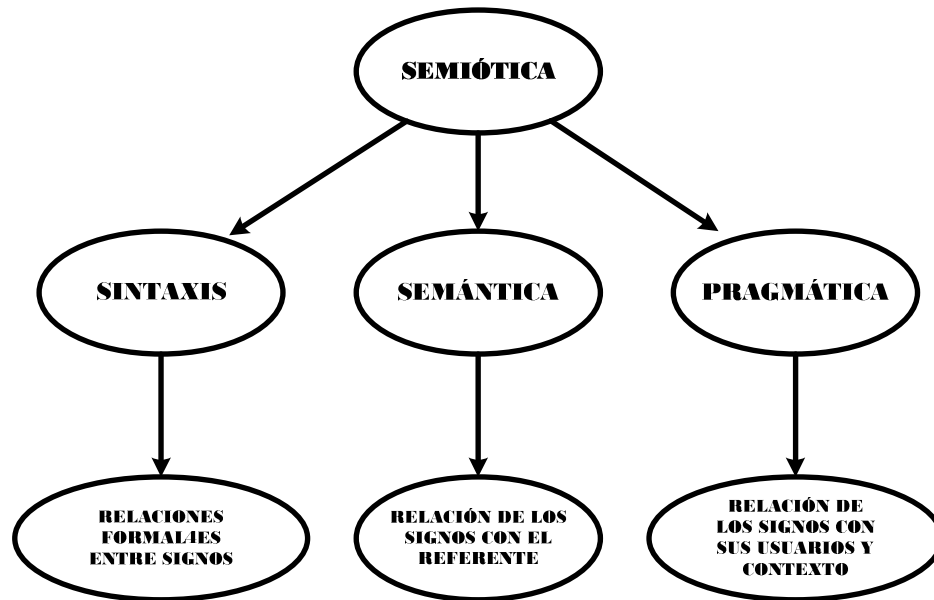 SEMIÓTICA
SINTAXIS
SEMÁNTICA
PRAGMÁTICA
RELACIONES
FORMAL4ES
ENTRE SIGNOS
RELACIÓN DE LOS
SIGNOS CON EL
REFERENTE
RELACIÓN DE
LOS SIGNOS CON
SUS USUARIOS Y
CONTEXTO